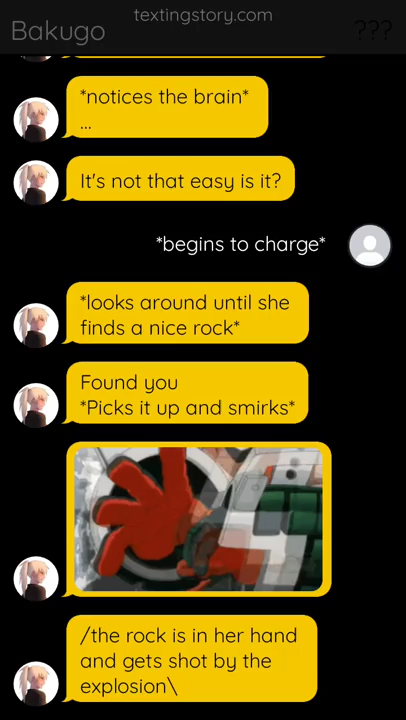 textingstory.com
Bakugo
???
*notices the brain*
...
It's not that easy is it?
*begins to charge*
*looks around until she
finds a nice rock*
Found you
*Picks it up and smirks*
/the rock is in her hand
and gets shot by the
explosion\